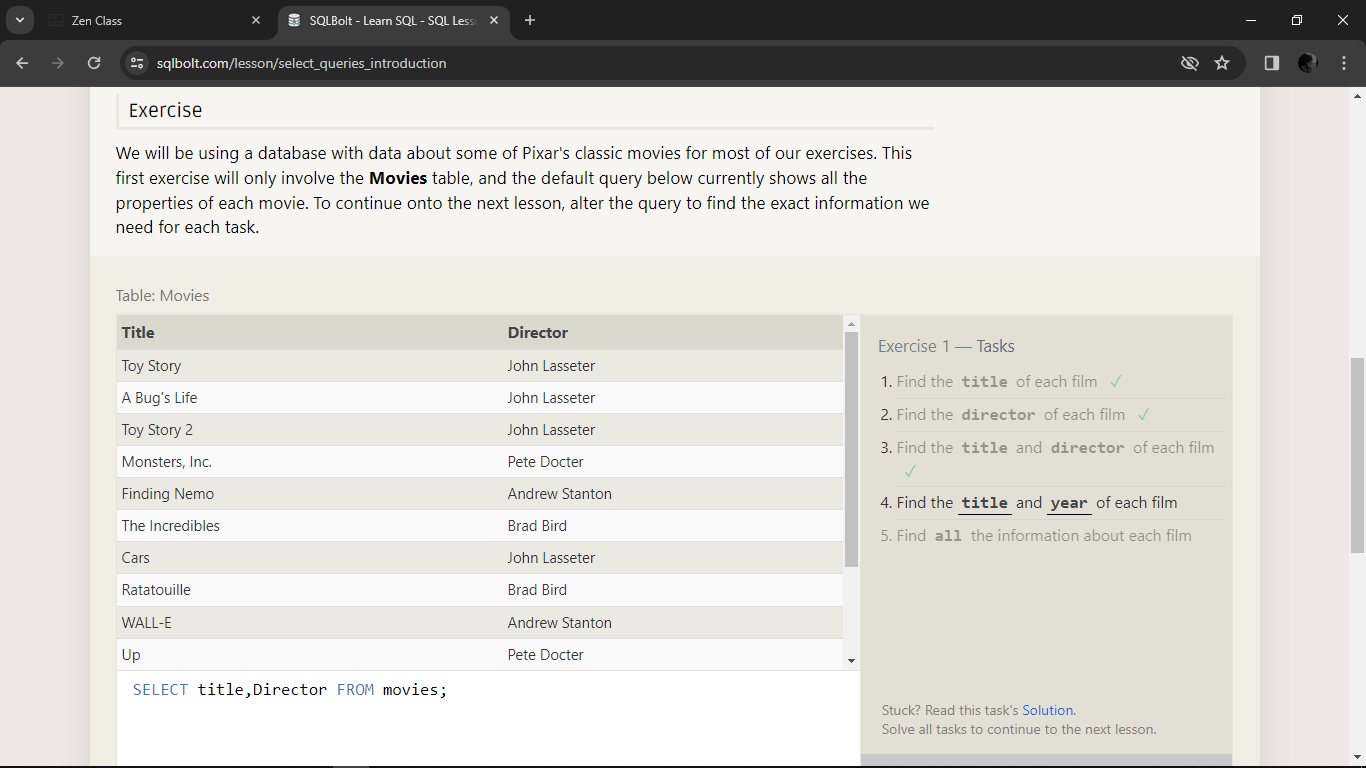 Zen Class
SQLBolt - Learn SQL - SQL Less
sqlbolt.com/lesson/select_queries_introduction
Exercise
We will be using a database with data about some of Pixar's classic movies for most of our exercises. This
first exercise will only involve the Movies table, and the default query below currently shows all the
properties of each movie. To continue onto the next lesson, alter the query to find the exact information we
need for each task.
Table: Movies
Title Director
Toy Story John Lasseter
A Bug's Life John Lasseter
Toy Story 2 John Lasseter
Monsters, Inc. Pete Docter
Finding Nemo Andrew Stanton
The Incredibles Brad Bird
Cars John Lasseter
Ratatouille Brad Bird
WALL-E Andrew Stanton
Up Pete Docter
SELECT title,Director FROM movies;
Exercise 1 — Tasks
1. Find the title of each film ✓
2. Find the director of each film ✓
3. Find the title and director of each film
✓
4. Find the title and year of each film
5. Find all the information about each film
Stuck? Read this task's Solution.
Solve all tasks to continue to the next lesson.